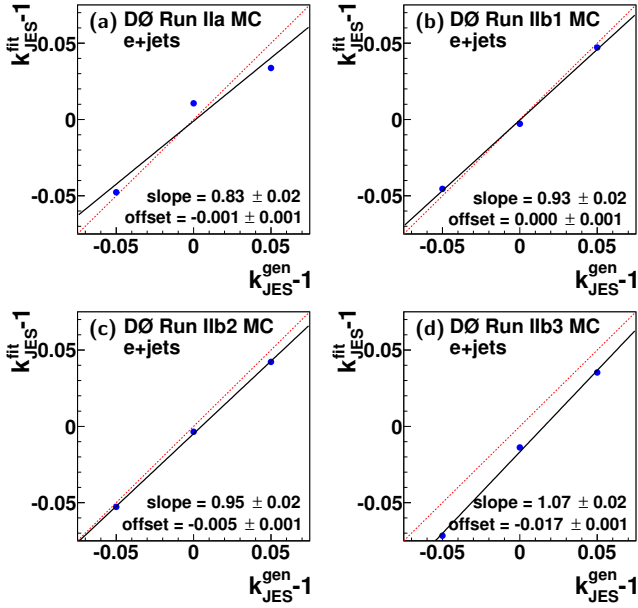 (a) DØ Run IIa MC
e+jets
k^fit_JES-1
0.05
0
-0.05
slope = 0.83 ± 0.02
offset = -0.001 ± 0.001
-0.05 0 0.05
k^gen_JES-1
(b) DØ Run IIb1 MC
e+jets
k^fit_JES-1
0.05
0
-0.05
slope = 0.93 ± 0.02
offset = 0.000 ± 0.001
-0.05 0 0.05
k^gen_JES-1
(c) DØ Run IIb2 MC
e+jets
k^fit_JES-1
0.05
0
-0.05
slope = 0.95 ± 0.02
offset = -0.005 ± 0.001
-0.05 0 0.05
k^gen_JES-1
(d) DØ Run IIb3 MC
e+jets
k^fit_JES-1
0.05
0
-0.05
slope = 1.07 ± 0.02
offset = -0.017 ± 0.001
-0.05 0 0.05
k^gen_JES-1